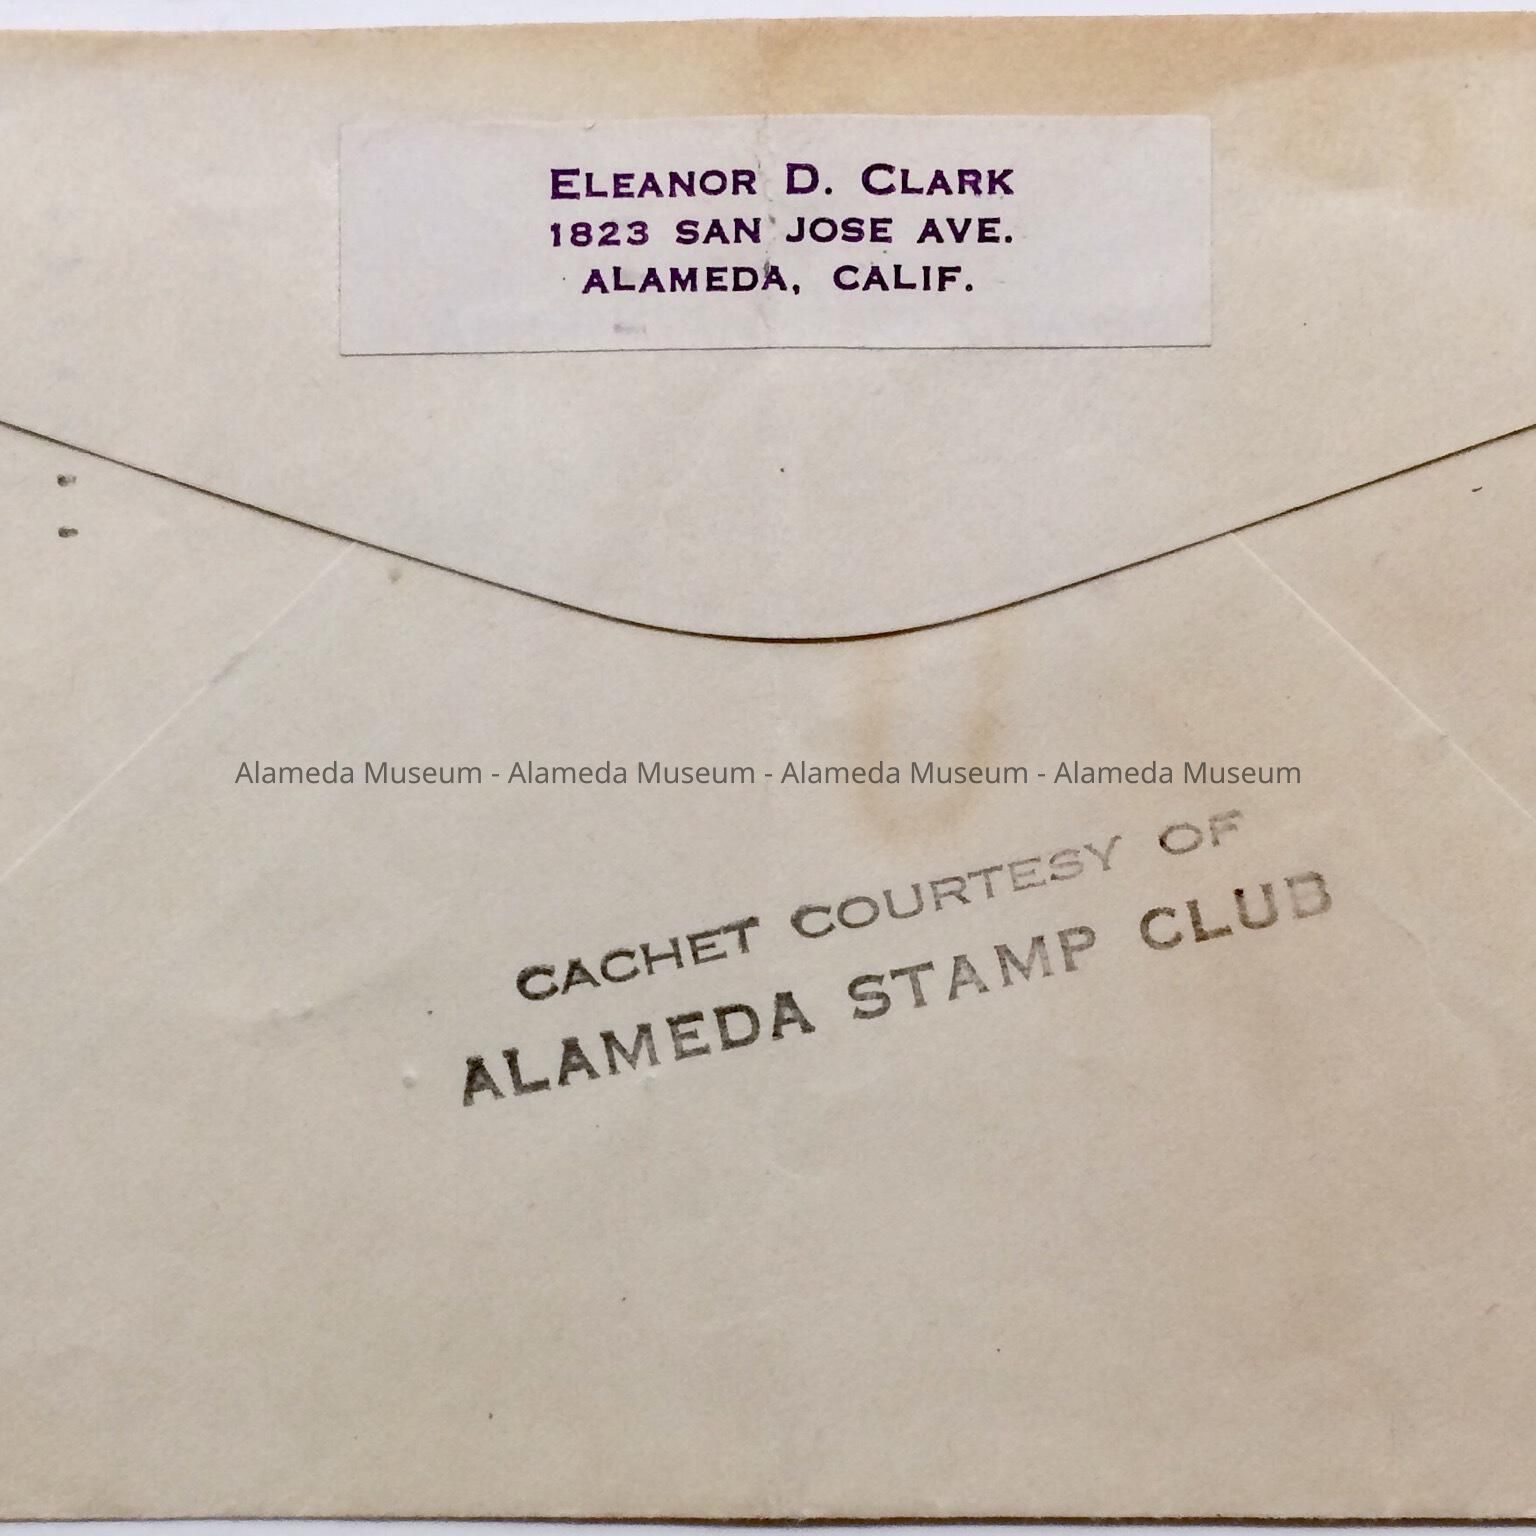 ELEANOR D. CLARK
1823 SAN JOSE AVE.
ALAMEDA, CALIF.
Alameda Museum - Alameda Museum - Alameda Museum - Alameda Museum
CACHET COURTESY OF
ALAMEDA STAMP CLUB